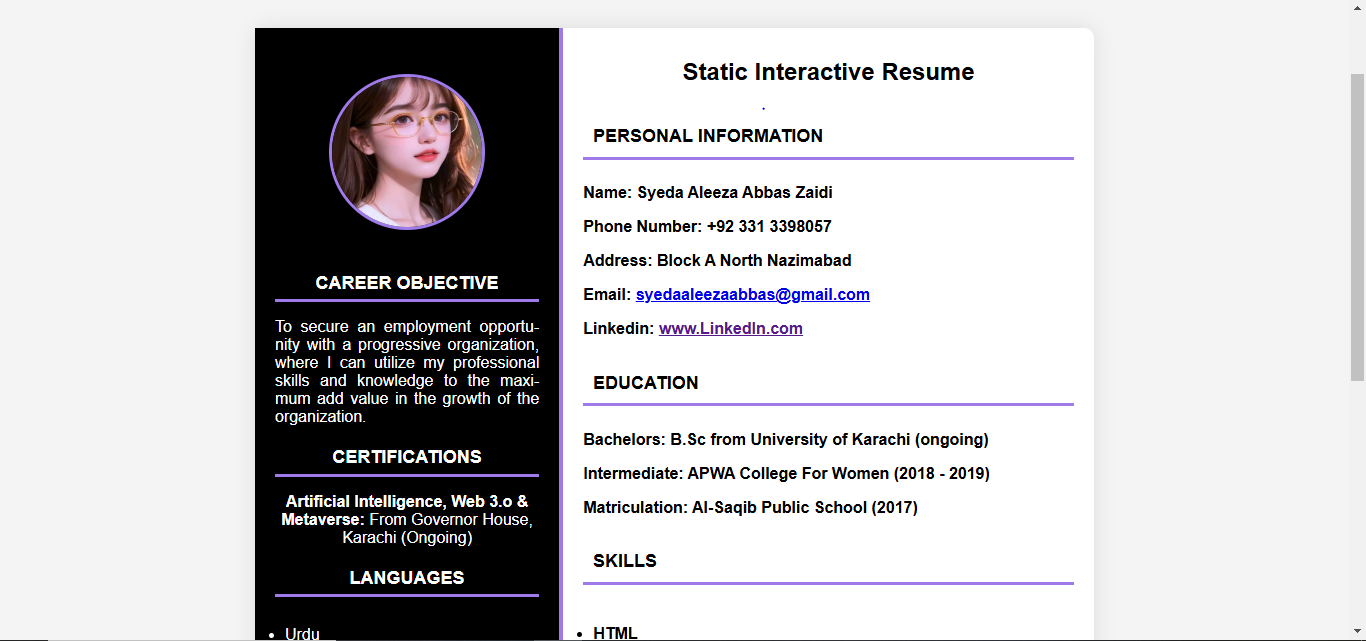 CAREER OBJECTIVE
To secure an employment opportu-
nity with a progressive organization,
where I can utilize my professional
skills and knowledge to the maxi-
mum add value in the growth of the
organization.
CERTIFICATIONS
Artificial Intelligence, Web 3.o &
Metaverse: From Governor House,
Karachi (Ongoing)
LANGUAGES
Urdu
Static Interactive Resume
PERSONAL INFORMATION
Name: Syeda Aleeza Abbas Zaidi
Phone Number: +92 331 3398057
Address: Block A North Nazimabad
Email: syedaaleezaabbas@gmail.com
Linkedin: www.LinkedIn.com
EDUCATION
Bachelors: B.Sc from University of Karachi (ongoing)
Intermediate: APWA College For Women (2018 - 2019)
Matriculation: Al-Saqib Public School (2017)
SKILLS
HTML